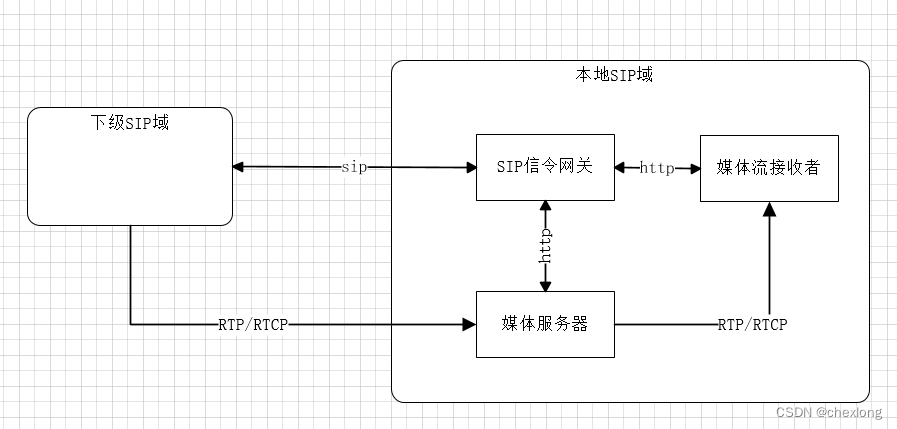 本地SIP域
下级SIP域
sip
SIP信令网关
http
媒体流接收者
http
RTP/RTCP
媒体服务器
RTP/RTCP
CSDN @chexlong